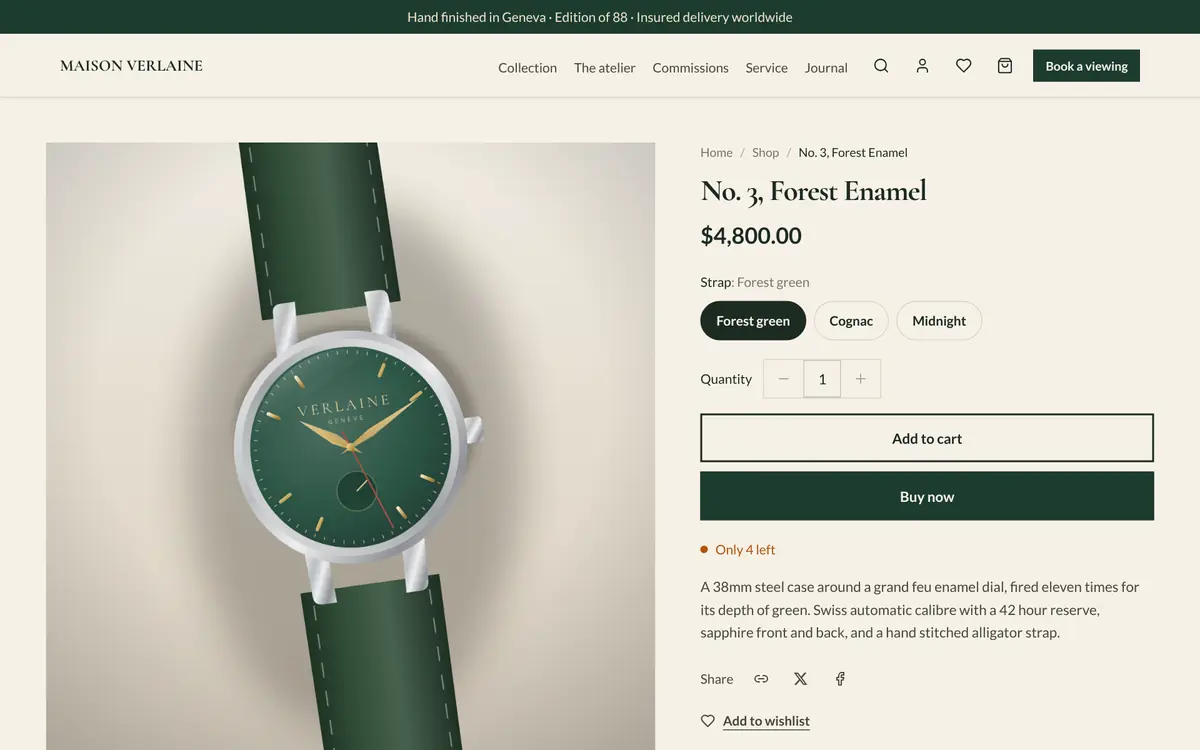 Hand finished in Geneva · Edition of 88 · Insured delivery worldwide
MAISON VERLAINE
Collection The atelier Commissions Service Journal Book a viewing
Home / Shop / No. 3, Forest Enamel
No. 3, Forest Enamel
$4,800.00
Strap: Forest green
Forest green Cognac Midnight
Quantity − 1 +
Add to cart
Buy now
Only 4 left
A 38mm steel case around a grand feu enamel dial, fired eleven times for
its depth of green. Swiss automatic calibre with a 42 hour reserve,
sapphire front and back, and a hand stitched alligator strap.
Share
Add to wishlist
VERLAINE
GENÈVE